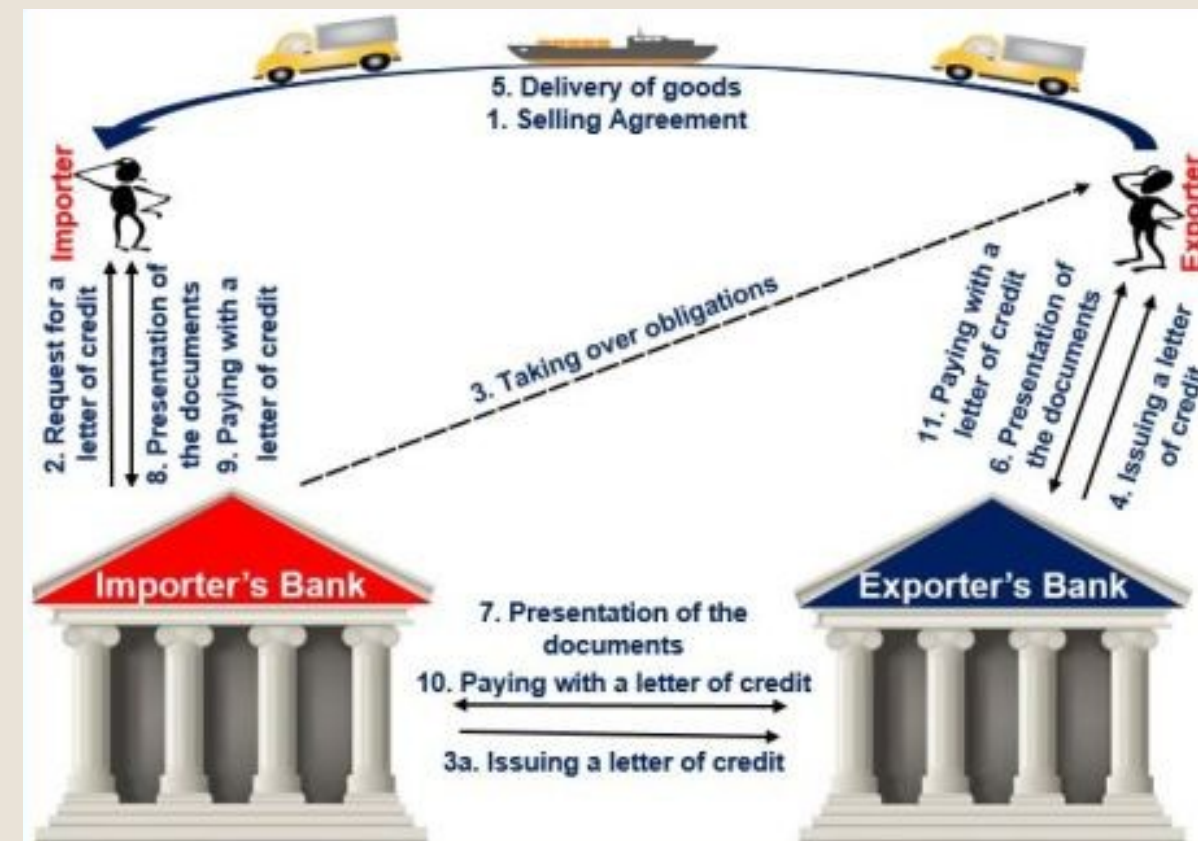 5. Delivery of goods
1. Selling Agreement
Importer
Exporter
2. Request for a
letter of credit
8. Presentation of
the documents
9. Paying with a
letter of credit
3. Taking over obligations
11. Paying with a
letter of credit
6. Presentation of
the documents
4. Issuing a letter
of credit
Importer's Bank
Exporter's Bank
7. Presentation of the
documents
10. Paying with a letter of credit
3a. Issuing a letter of credit